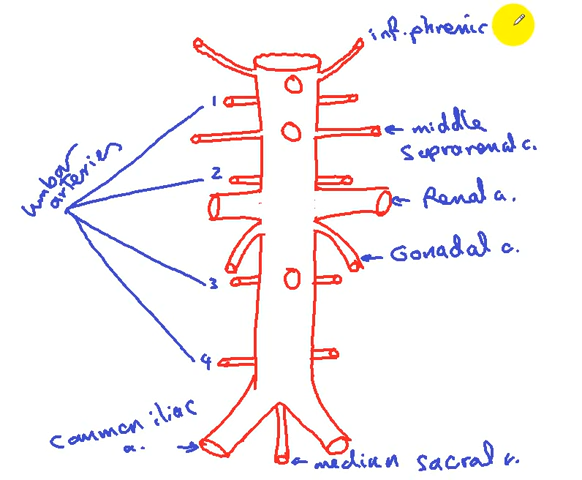 inf. phrenic
1
← middle
suprarenal a.
lumbar
arteries
2
← Renal a.
← Gonadal a.
3
4
Common iliac
a. →
← median sacral a.